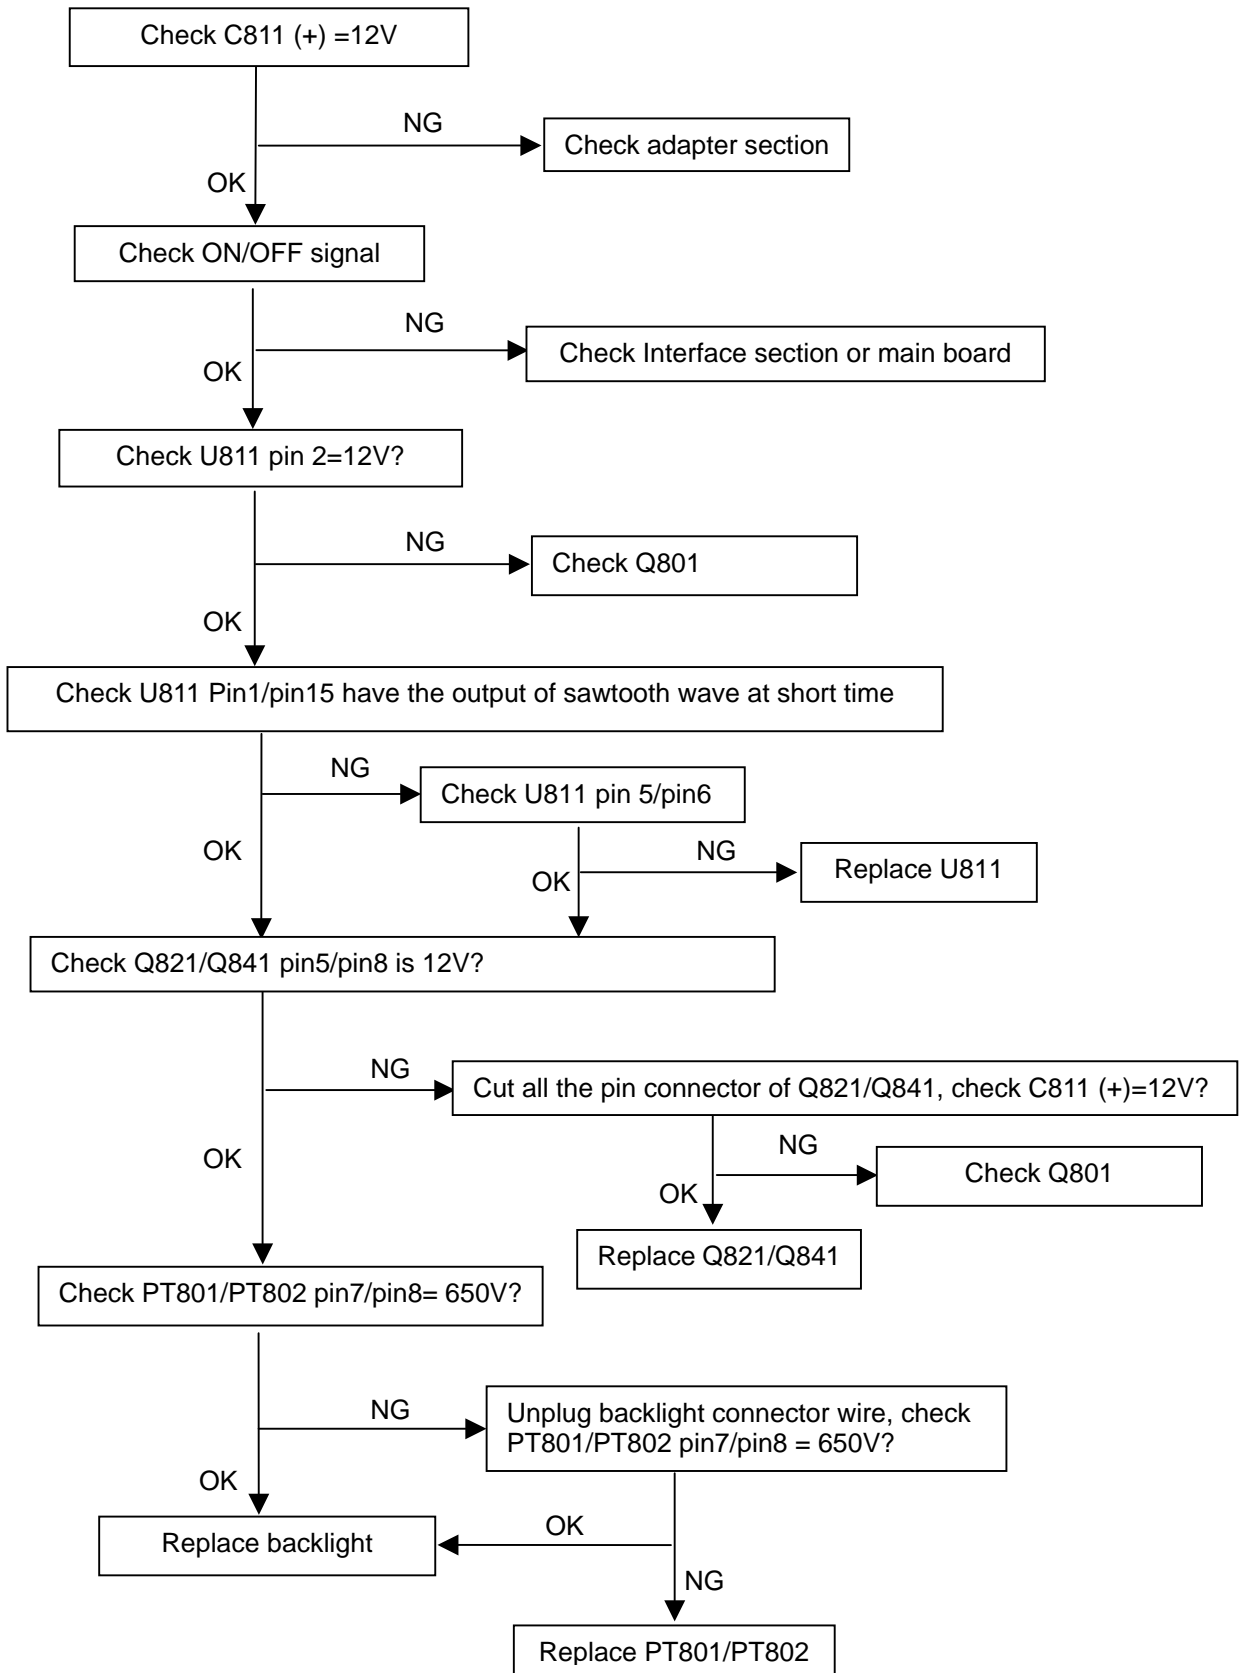 Check C811 (+) =12V
NG
Check adapter section
OK
Check ON/OFF signal
NG
Check Interface section or main board
OK
Check U811 pin 2=12V?
NG
Check Q801
OK
Check U811 Pin1/pin15 have the output of sawtooth wave at short time
NG
Check U811 pin 5/pin6
OK
NG
Replace U811
OK
Check Q821/Q841 pin5/pin8 is 12V?
NG
Cut all the pin connector of Q821/Q841, check C811 (+)=12V?
OK
NG
Check Q801
OK
Replace Q821/Q841
Check PT801/PT802 pin7/pin8= 650V?
NG
Unplug backlight connector wire, check
PT801/PT802 pin7/pin8 = 650V?
OK
Replace backlight
OK
NG
Replace PT801/PT802